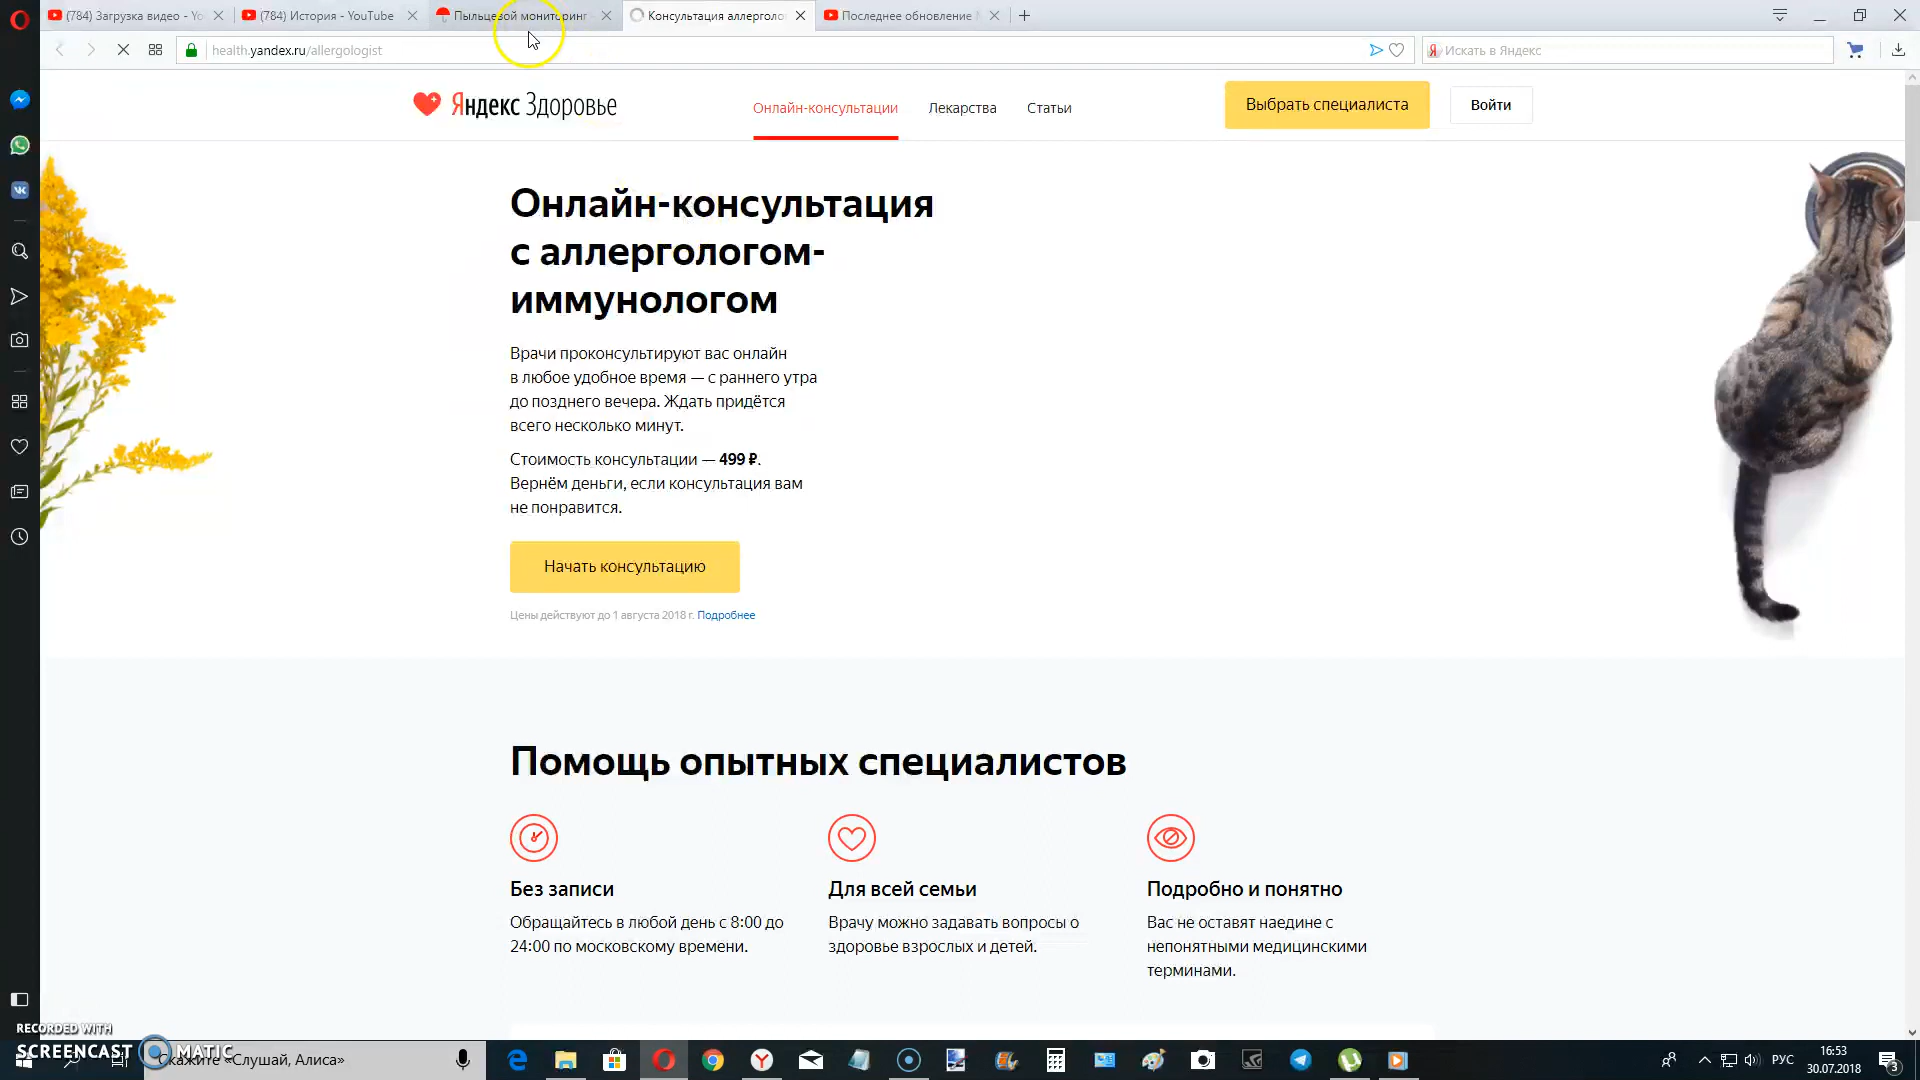 (784) Загрузка видео - Yo
(784) История - YouTube
Пыльцевой мониторинг
Консультация аллерголо
Последнее обновление
health.yandex.ru/allergologist
Искать в Яндекс
Яндекс Здоровье
Онлайн-консультации
Лекарства
Статьи
Выбрать специалиста
Войти
Онлайн-консультация
с аллергологом-
иммунологом
Врачи проконсультируют вас онлайн
в любое удобное время — с раннего утра
до позднего вечера. Ждать придётся
всего несколько минут.
Стоимость консультации — 499 ₽.
Вернём деньги, если консультация вам
не понравится.
Начать консультацию
Цены действуют до 1 августа 2018 г. Подробнее
Помощь опытных специалистов
Без записи
Обращайтесь в любой день с 8:00 до
24:00 по московскому времени.
Для всей семьи
Врачу можно задавать вопросы о
здоровье взрослых и детей.
Подробно и понятно
Вас не оставят наедине с
непонятными медицинскими
терминами.
RECORDED WITH
SCREENCAST MATIC
Скажите «Слушай, Алиса»
РУС
16:53
30.07.2018
3